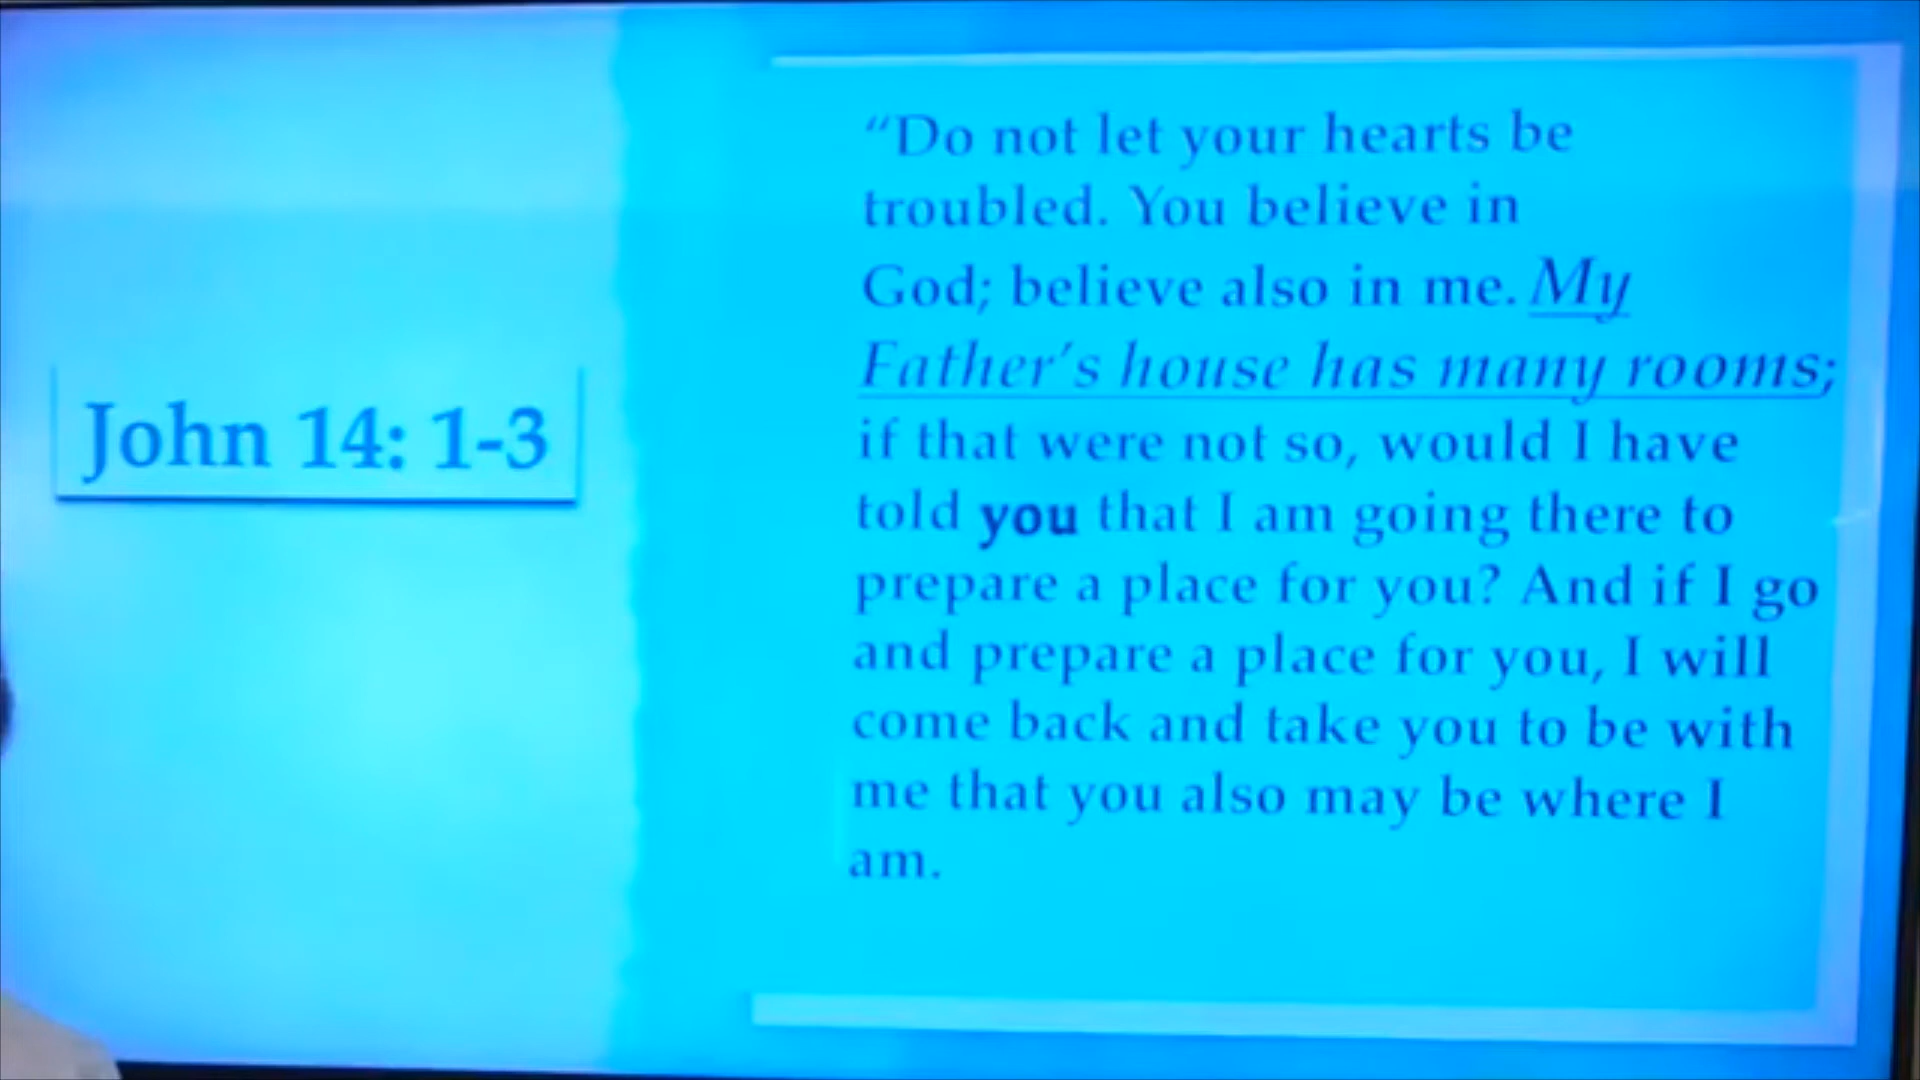 John 14: 1-3
“Do not let your hearts be
troubled. You believe in
God; believe also in me. My
Father’s house has many rooms;
if that were not so, would I have
told you that I am going there to
prepare a place for you? And if I go
and prepare a place for you, I will
come back and take you to be with
me that you also may be where I
am.